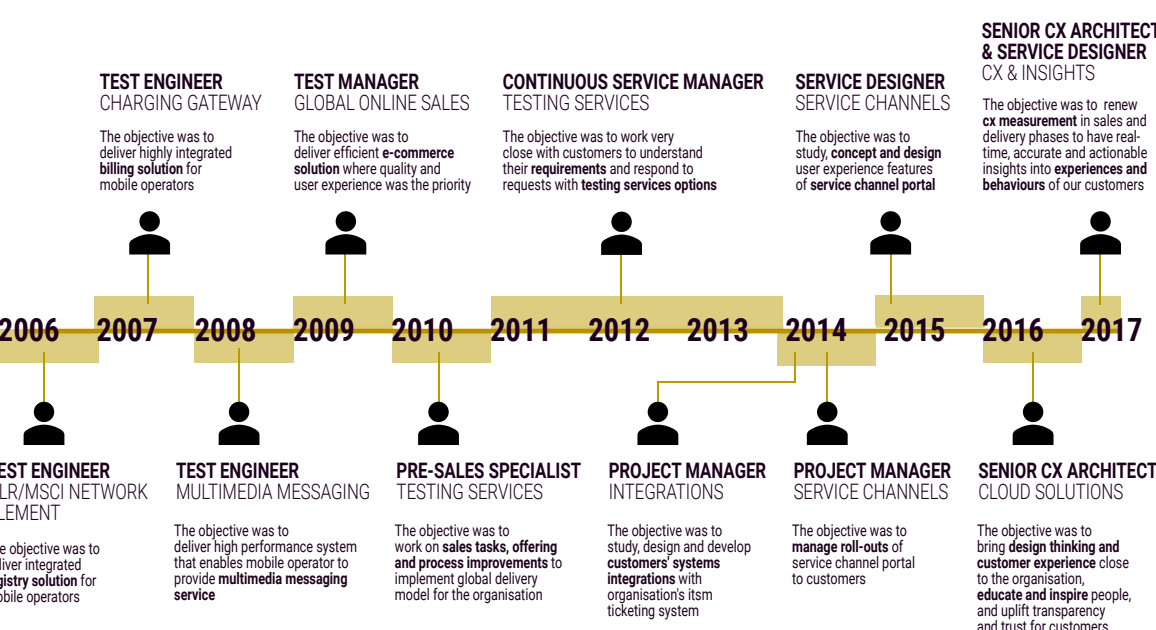 SENIOR CX ARCHITECT
& SERVICE DESIGNER
CX & INSIGHTS
The objective was to renew
cx measurement in sales and
delivery phases to have real-
time, accurate and actionable
insights into experiences and
behaviours of our customers
TEST ENGINEER
CHARGING GATEWAY
The objective was to
deliver highly integrated
billing solution for
mobile operators
TEST MANAGER
GLOBAL ONLINE SALES
The objective was to
deliver efficient e-commerce
solution where quality and
user experience was the priority
CONTINUOUS SERVICE MANAGER
TESTING SERVICES
The objective was to work very
close with customers to understand
their requirements and respond to
requests with testing services options
SERVICE DESIGNER
SERVICE CHANNELS
The objective was to
study, concept and design
user experience features
of service channel portal
2006 2007 2008 2009 2010 2011 2012 2013 2014 2015 2016 2017
EST ENGINEER
LR/MSCI NETWORK
LEMENT
e objective was to
liver integrated
gistry solution for
obile operators
TEST ENGINEER
MULTIMEDIA MESSAGING
The objective was to
deliver high performance system
that enables mobile operator to
provide multimedia messaging
service
PRE-SALES SPECIALIST
TESTING SERVICES
The objective was to
work on sales tasks, offering
and process improvements to
implement global delivery
model for the organisation
PROJECT MANAGER
INTEGRATIONS
The objective was to
study, design and develop
customers' systems
integrations with
organisation's itsm
ticketing system
PROJECT MANAGER
SERVICE CHANNELS
The objective was to
manage roll-outs of
service channel portal
to customers
SENIOR CX ARCHITECT
CLOUD SOLUTIONS
The objective was to
bring design thinking and
customer experience close
to the organisation,
educate and inspire people,
and uplift transparency
and trust for customers